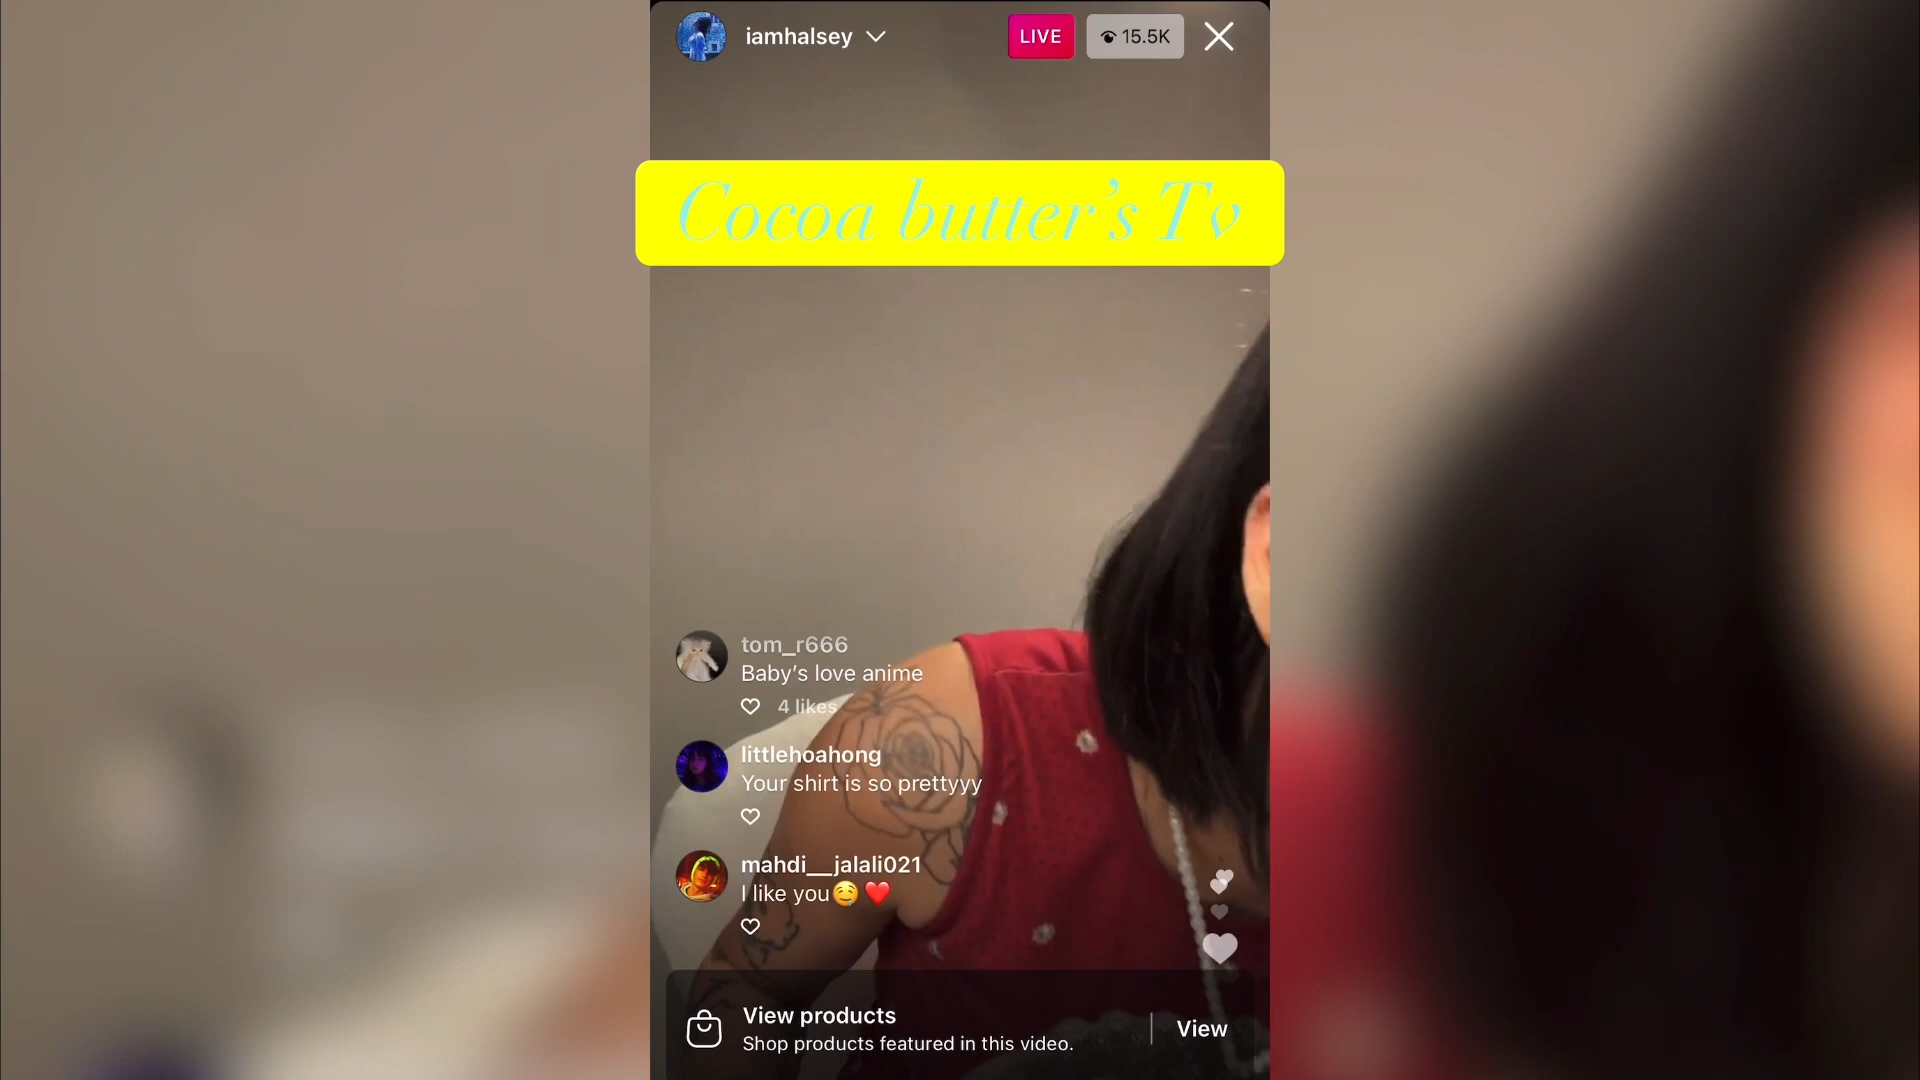 iamhalsey
LIVE
15.5K
Cocoa butter’s Tv
tom_r666
Baby’s love anime
4 likes
littlehoahong
Your shirt is so prettyyy
mahdi__jalali021
I like you🤤❤️
View products
Shop products featured in this video.
View